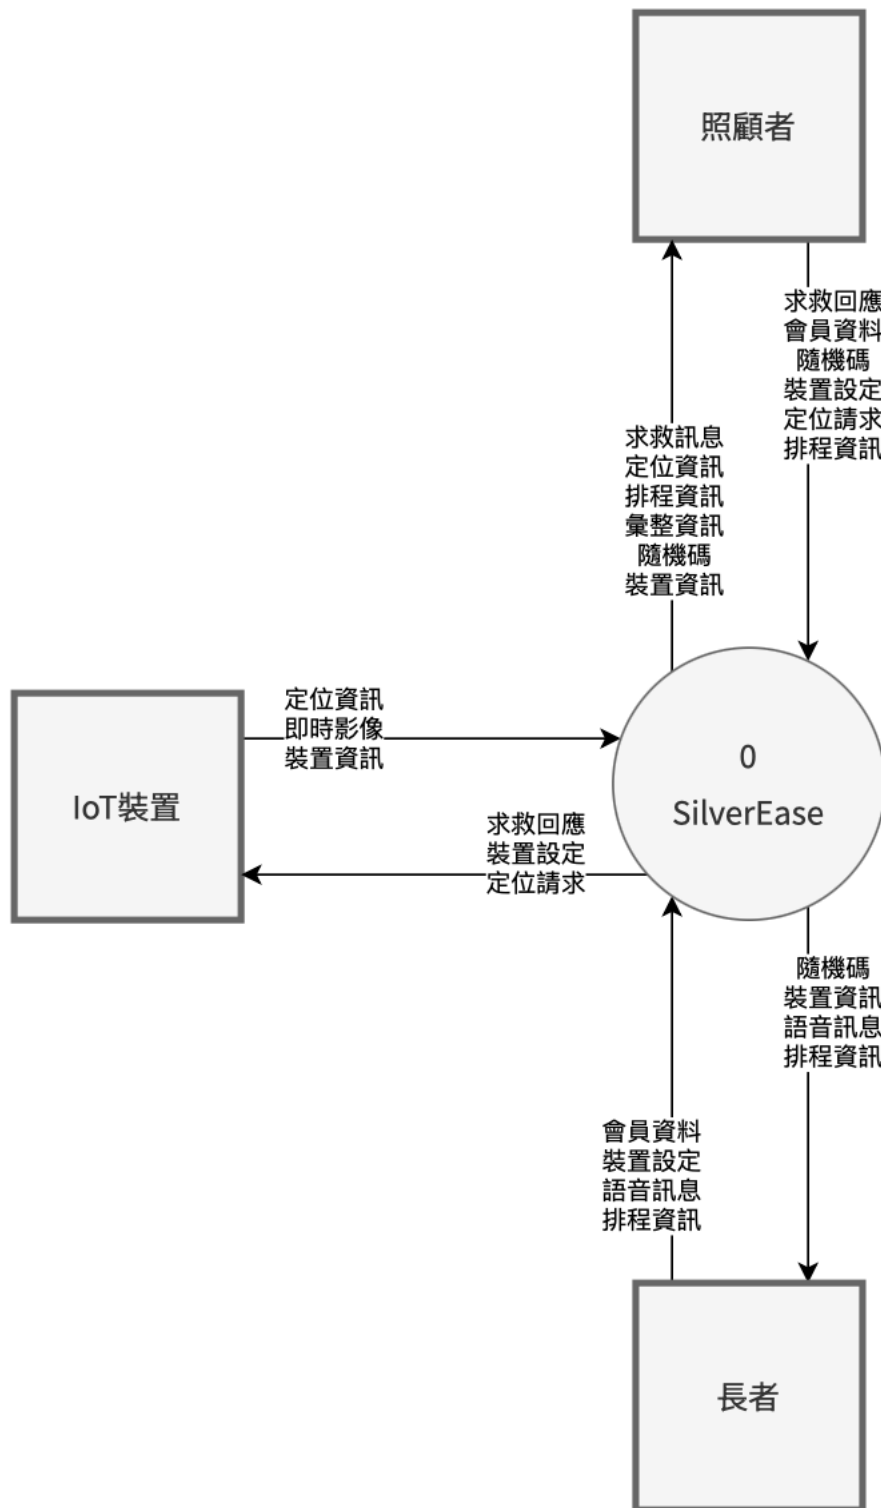 照顧者
求救回應
會員資料
隨機碼
裝置設定
定位請求
排程資訊
求救訊息
定位資訊
排程資訊
彙整資訊
隨機碼
裝置資訊
定位資訊
即時影像
裝置資訊
IoT裝置
0
SilverEase
求救回應
裝置設定
定位請求
隨機碼
裝置資訊
語音訊息
排程資訊
會員資料
裝置設定
語音訊息
排程資訊
長者